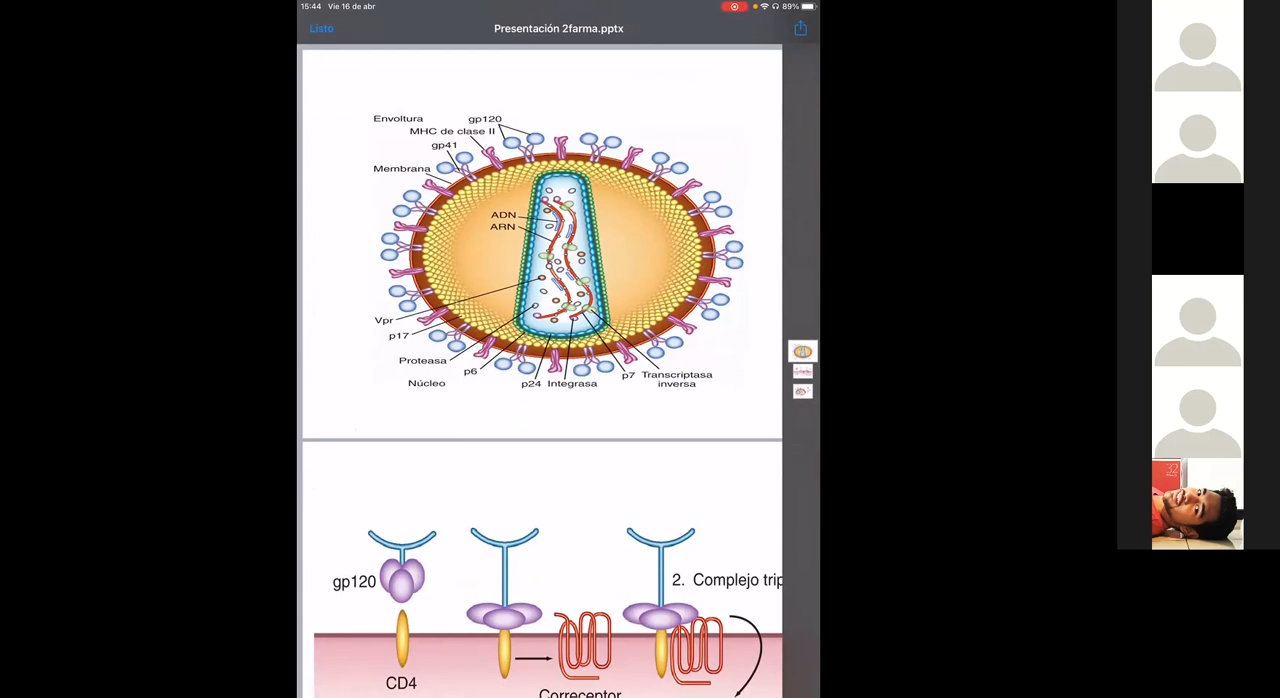 15:44 Vie 16 de abr
89%
Listo
Presentación 2farma.pptx
Envoltura
gp120
MHC de clase II
gp41
Membrana
ADN
ARN
Vpr
p17
Proteasa
p6
Núcleo
p24
Integrasa
p7
Transcriptasa
inversa
gp120
2. Complejo trip
CD4
Correceptor
32